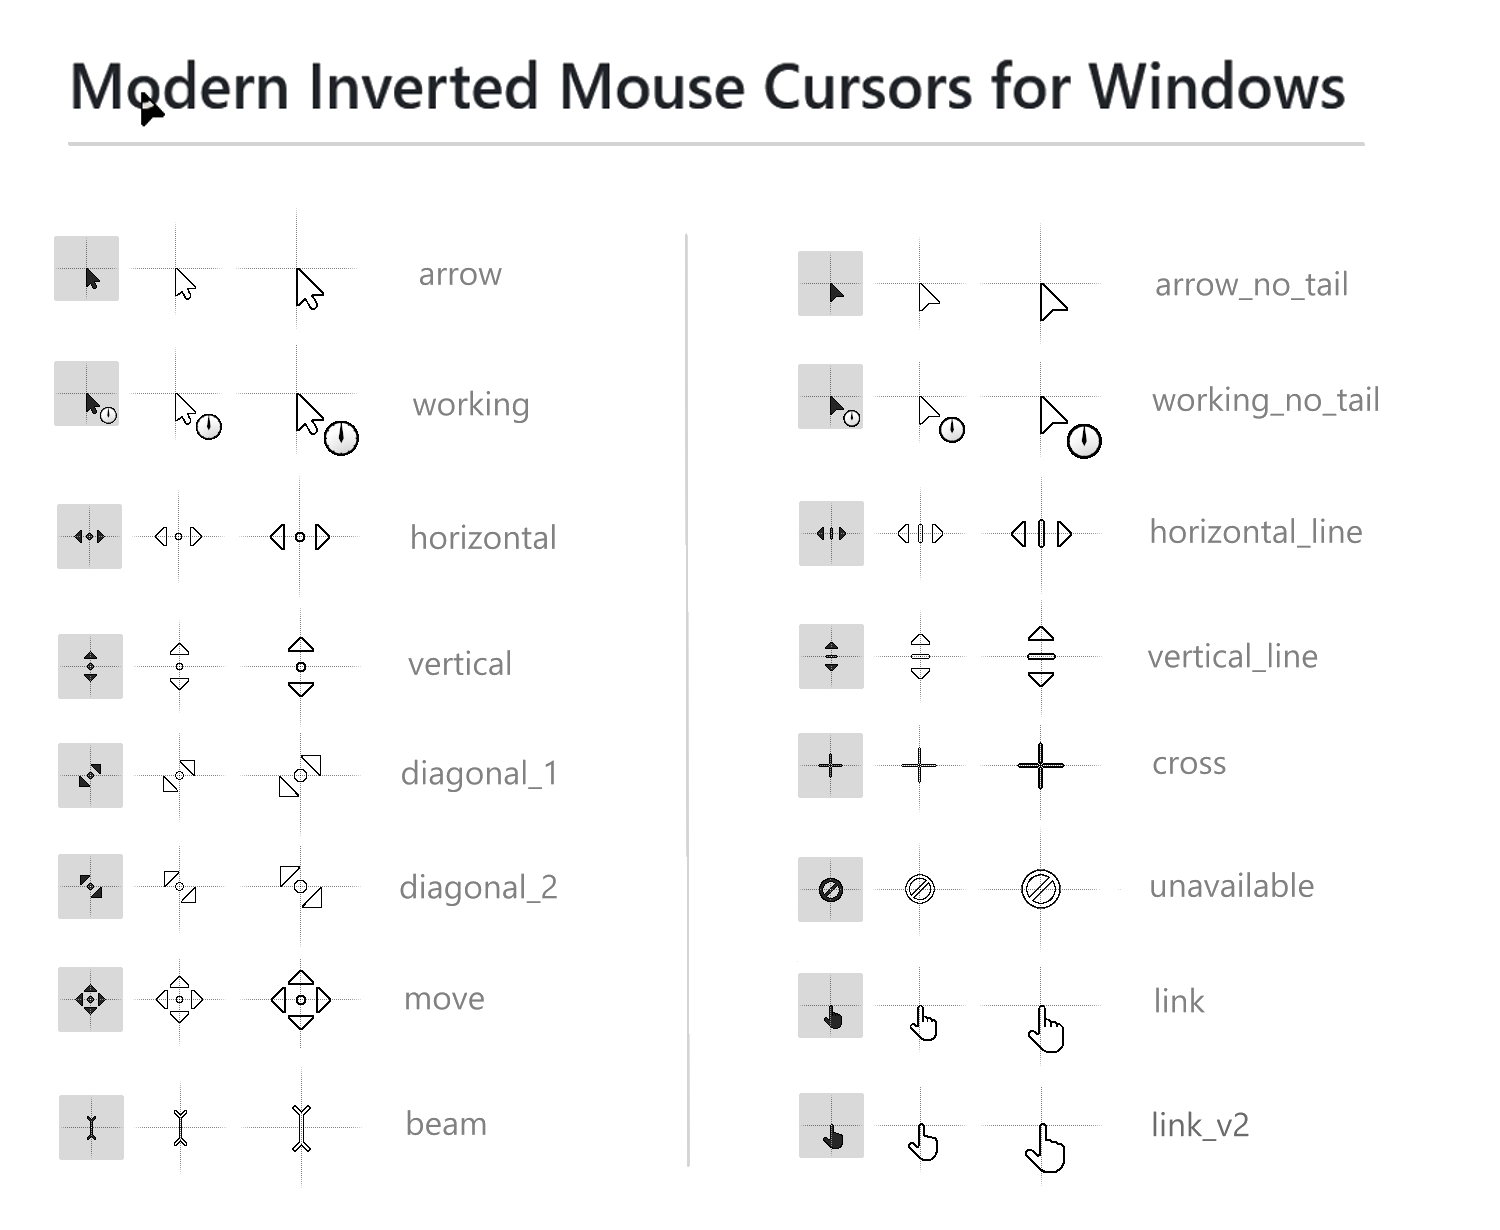 Modern Inverted Mouse Cursors for Windows
arrow
working
horizontal
vertical
diagonal_1
diagonal_2
move
beam
arrow_no_tail
working_no_tail
horizontal_line
vertical_line
cross
unavailable
link
link_v2